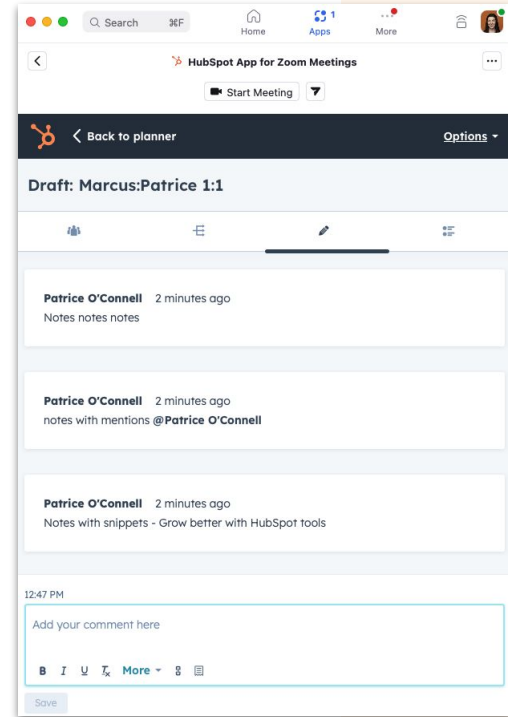 Search ⌘F
Home
Apps 1
More
HubSpot App for Zoom Meetings
Start Meeting
Back to planner
Options
Draft: Marcus:Patrice 1:1
Patrice O'Connell 2 minutes ago
Notes notes notes
Patrice O'Connell 2 minutes ago
notes with mentions @Patrice O'Connell
Patrice O'Connell 2 minutes ago
Notes with snippets - Grow better with HubSpot tools
12:47 PM
Add your comment here
B I U Tx More
Save